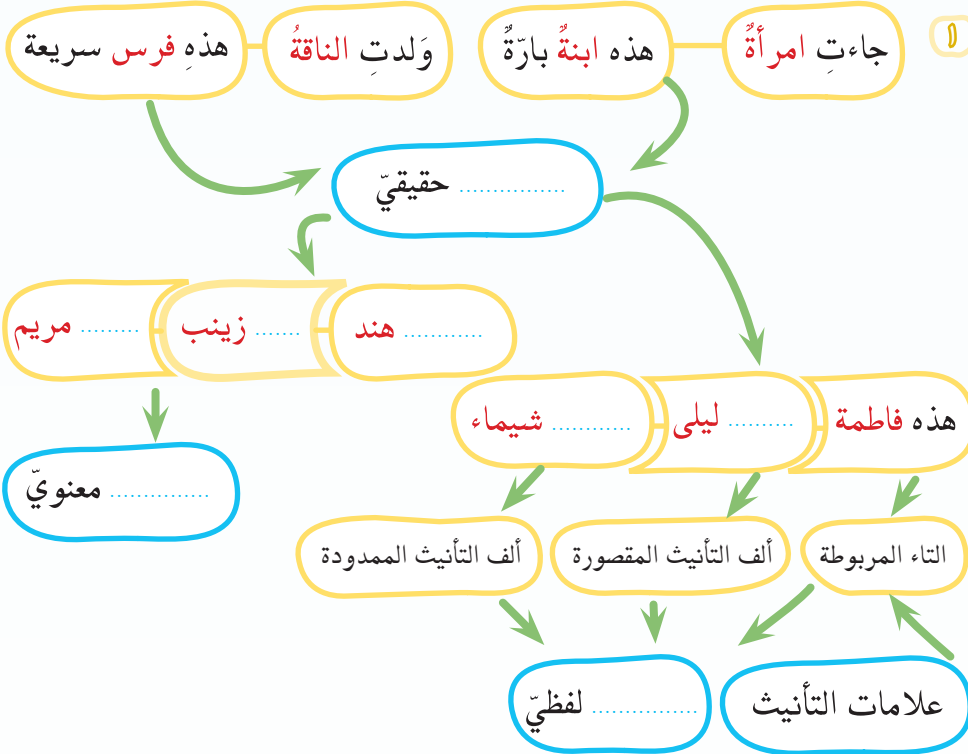 ١
جاءتِ امرأةٌ
هذه ابنةٌ بارّةٌ
وَلدتِ الناقةُ
هذهِ فرس سريعة
................ حقيقيّ
............ هند
....... زينب
......... مريم
هذه فاطمة
.......... ليلى
............ شيماء
............... معنويّ
التاء المربوطة
ألف التأنيث المقصورة
ألف التأنيث الممدودة
علامات التأنيث
................ لفظيّ